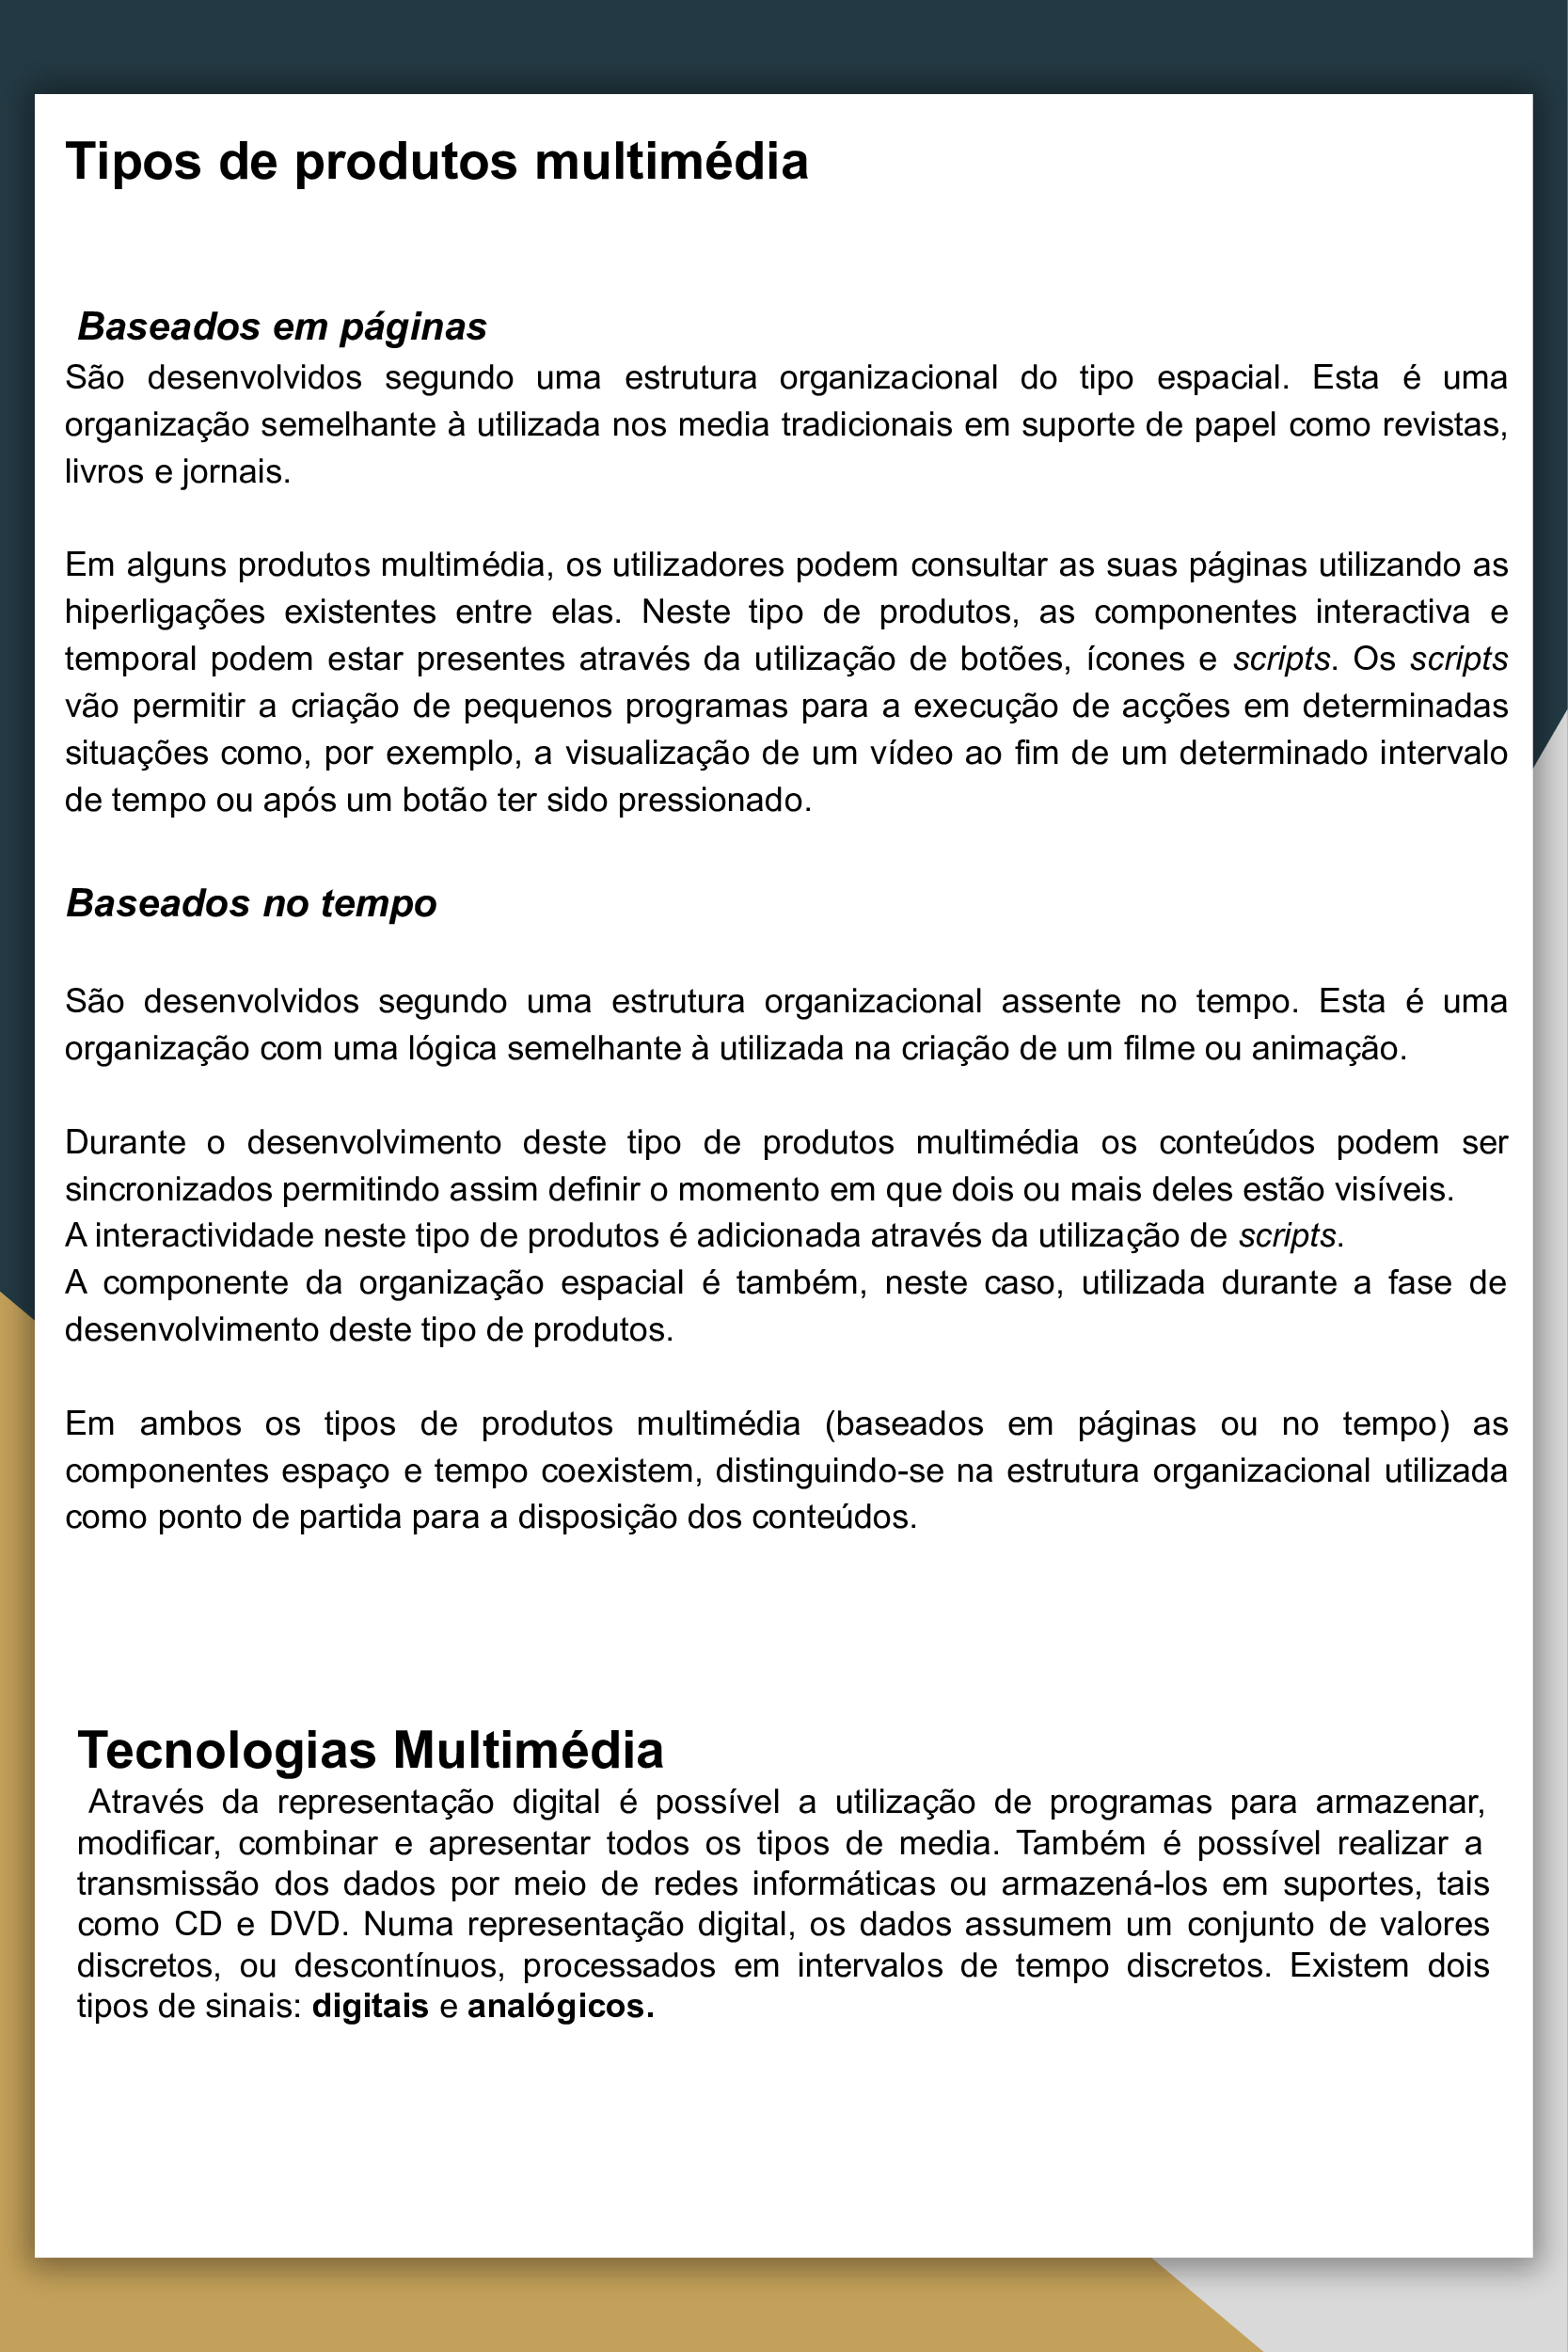 Tipos de produtos multimédia
Baseados em páginas
São desenvolvidos segundo uma estrutura organizacional do tipo espacial. Esta é uma
organização semelhante à utilizada nos media tradicionais em suporte de papel como revistas,
livros e jornais.
Em alguns produtos multimédia, os utilizadores podem consultar as suas páginas utilizando as
hiperligações existentes entre elas. Neste tipo de produtos, as componentes interactiva e
temporal podem estar presentes através da utilização de botões, ícones e scripts. Os scripts
vão permitir a criação de pequenos programas para a execução de acções em determinadas
situações como, por exemplo, a visualização de um vídeo ao fim de um determinado intervalo
de tempo ou após um botão ter sido pressionado.
Baseados no tempo
São desenvolvidos segundo uma estrutura organizacional assente no tempo. Esta é uma
organização com uma lógica semelhante à utilizada na criação de um filme ou animação.
Durante o desenvolvimento deste tipo de produtos multimédia os conteúdos podem ser
sincronizados permitindo assim definir o momento em que dois ou mais deles estão visíveis.
A interactividade neste tipo de produtos é adicionada através da utilização de scripts.
A componente da organização espacial é também, neste caso, utilizada durante a fase de
desenvolvimento deste tipo de produtos.
Em ambos os tipos de produtos multimédia (baseados em páginas ou no tempo) as
componentes espaço e tempo coexistem, distinguindo-se na estrutura organizacional utilizada
como ponto de partida para a disposição dos conteúdos.
Tecnologias Multimédia
Através da representação digital é possível a utilização de programas para armazenar,
modificar, combinar e apresentar todos os tipos de media. Também é possível realizar a
transmissão dos dados por meio de redes informáticas ou armazená-los em suportes, tais
como CD e DVD. Numa representação digital, os dados assumem um conjunto de valores
discretos, ou descontínuos, processados em intervalos de tempo discretos. Existem dois
tipos de sinais: digitais e analógicos.